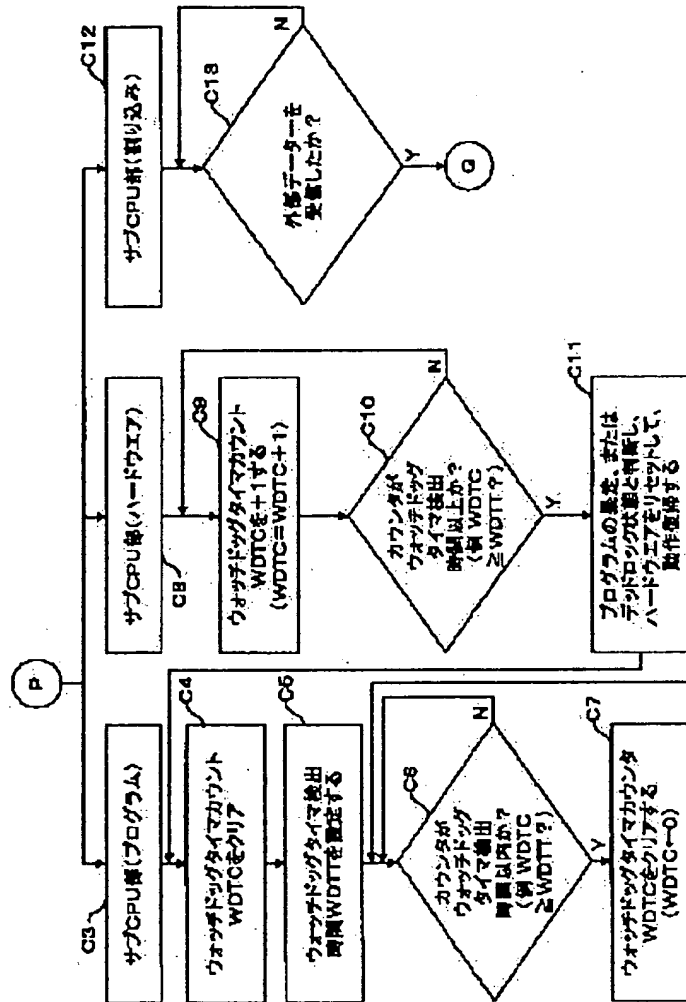 P
C3
サブCPU部(プログラム)
C4
ウォッチドッグタイマカウント
WDTCをクリア
C5
ウォッチドッグタイマ検出
時間WDTTを設定する
C6
カウンタが
ウォッチドッグ
タイマ検出
時間以内か?
(例 WDTC
≧WDTT?)
N
Y
C7
ウォッチドッグタイマカウンタ
WDTCをクリアする
(WDTC←0)
サブCPU部(ハードウエア)
C8
C9
ウォッチドッグタイマカウント
WDTCを+1する
(WDTC=WDTC+1)
C10
カウンタが
ウォッチドッグ
タイマ検出
時間以上か?
(例 WDTC
≧WDTT?)
N
Y
C11
プログラムの暴走、または
デッドロック状態と判断し、
ハードウエアをリセットして、
動作復帰する
C12
サブCPU部(割り込み)
C13
外部データーを
受信したか?
N
Y
Q